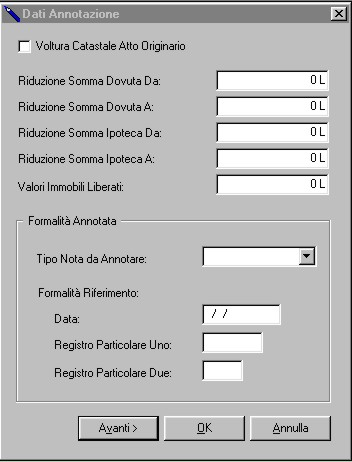 Dati Annotazione
Voltura Catastale Atto Originario
Riduzione Somma Dovuta Da: 0 L
Riduzione Somma Dovuta A: 0 L
Riduzione Somma Ipoteca Da: 0 L
Riduzione Somma Ipoteca A: 0 L
Valori Immobili Liberati: 0 L
Formalità Annotata
Tipo Nota da Annotare:
Formalità Riferimento:
Data: / /
Registro Particolare Uno:
Registro Particolare Due:
Avanti > OK Annulla